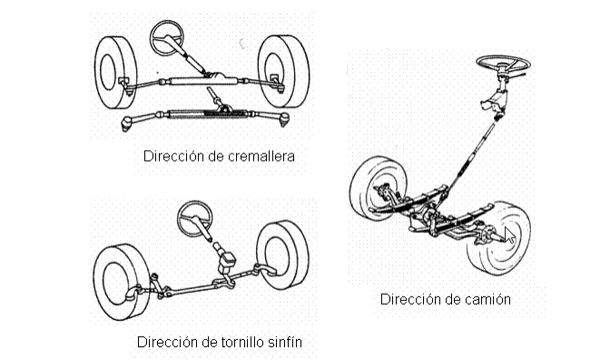 Dirección de cremallera
Dirección de tornillo sinfín
Dirección de camión